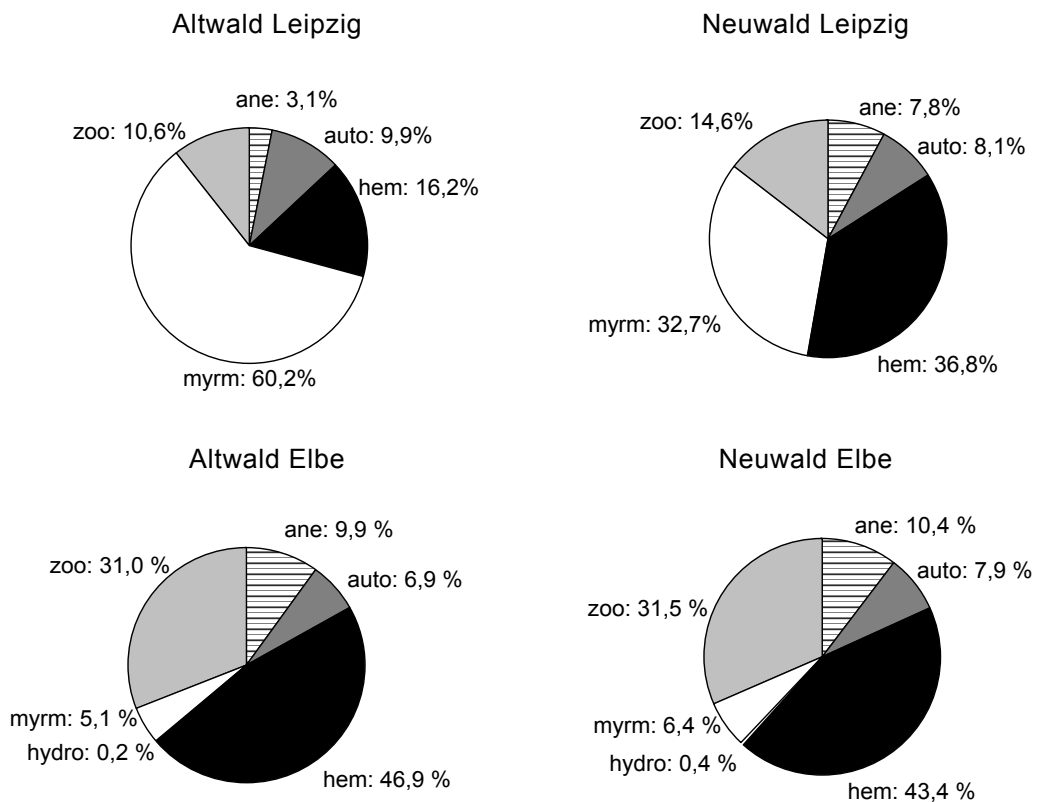 Altwald Leipzig
ane: 3,1%
zoo: 10,6%
auto: 9,9%
hem: 16,2%
myrm: 60,2%
Neuwald Leipzig
ane: 7,8%
zoo: 14,6%
auto: 8,1%
myrm: 32,7%
hem: 36,8%
Altwald Elbe
ane: 9,9 %
zoo: 31,0 %
auto: 6,9 %
myrm: 5,1 %
hydro: 0,2 %
hem: 46,9 %
Neuwald Elbe
ane: 10,4 %
auto: 7,9 %
zoo: 31,5 %
myrm: 6,4 %
hydro: 0,4 %
hem: 43,4 %